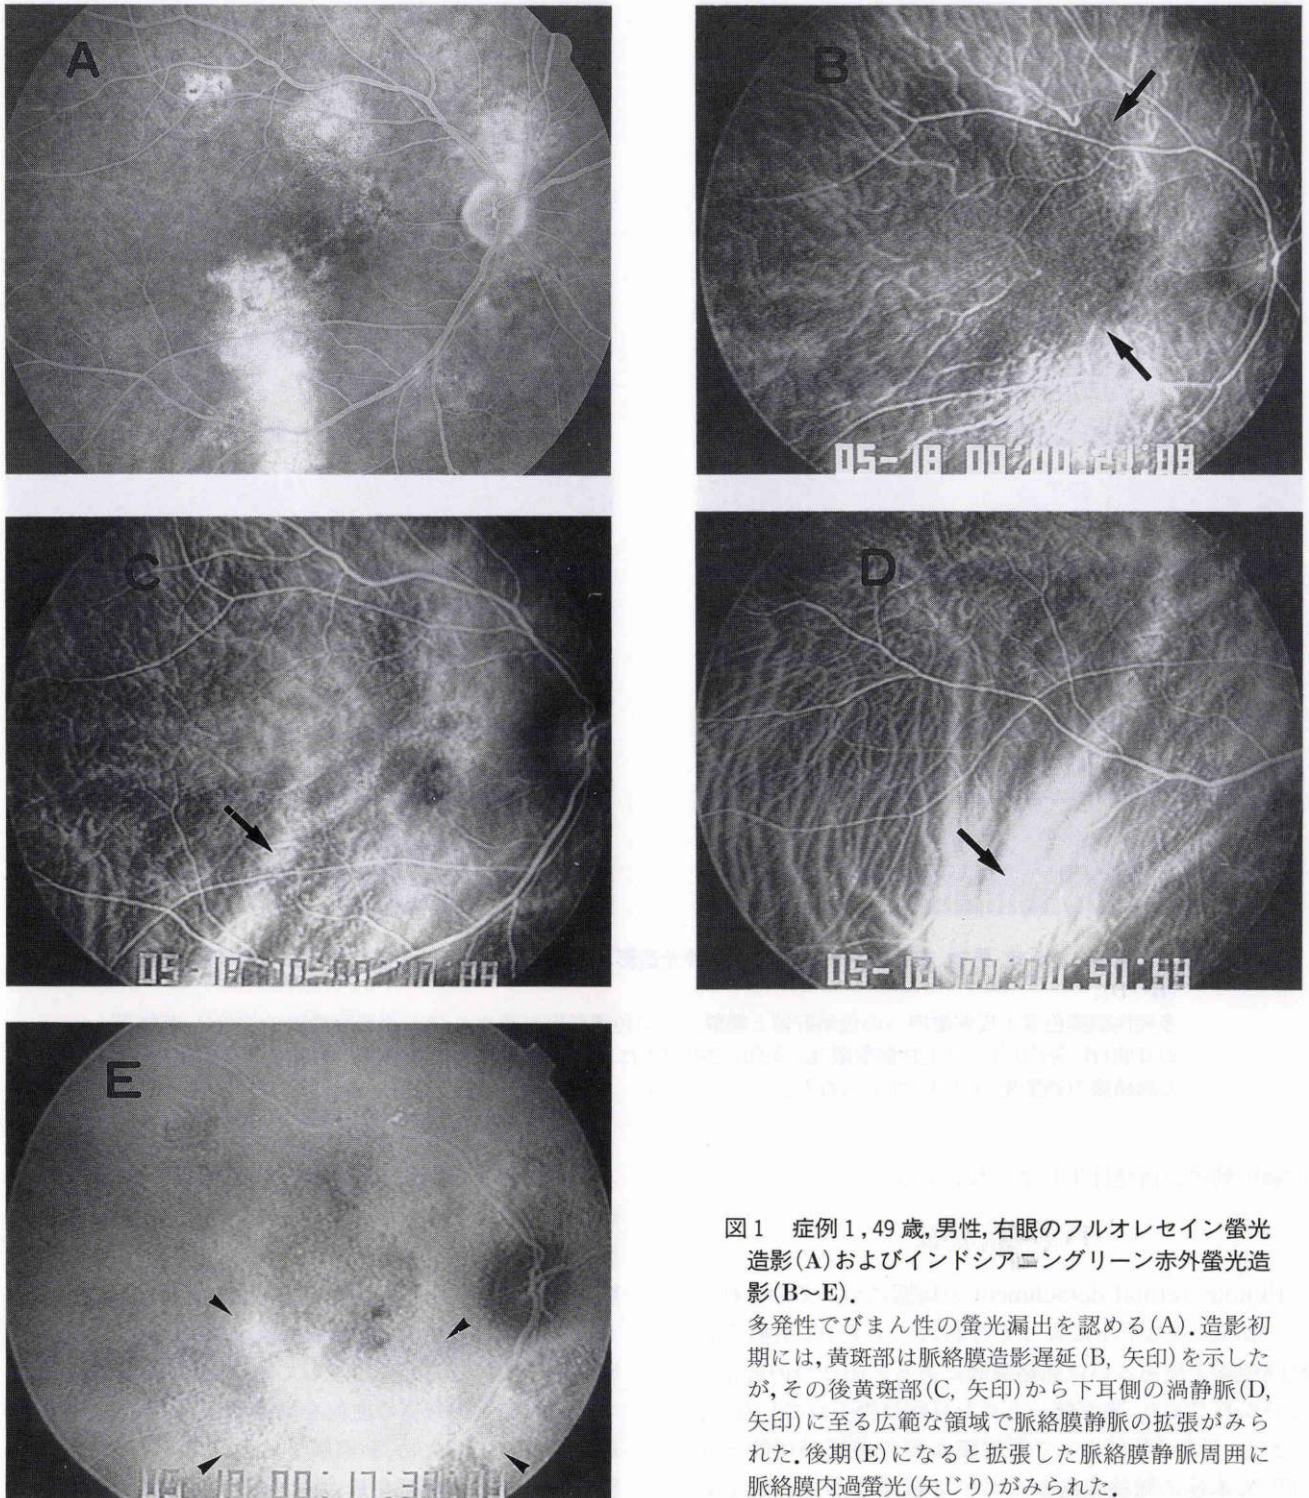 A
B
05-18 00:00:
C
05-18
D
05-18 00:00:50:68
E
00:17:
図1 症例1,49歳,男性,右眼のフルオレセイン螢光
造影(A)およびインドシアニングリーン赤外螢光造
影(B〜E).
多発性でびまん性の螢光漏出を認める(A).造影初
期には,黄斑部は脈絡膜造影遅延(B, 矢印)を示した
が,その後黄斑部(C, 矢印)から下耳側の渦静脈(D,
矢印)に至る広範な領域で脈絡膜静脈の拡張がみら
れた.後期(E)になると拡張した脈絡膜静脈周囲に
脈絡膜内過螢光(矢じり)がみられた.